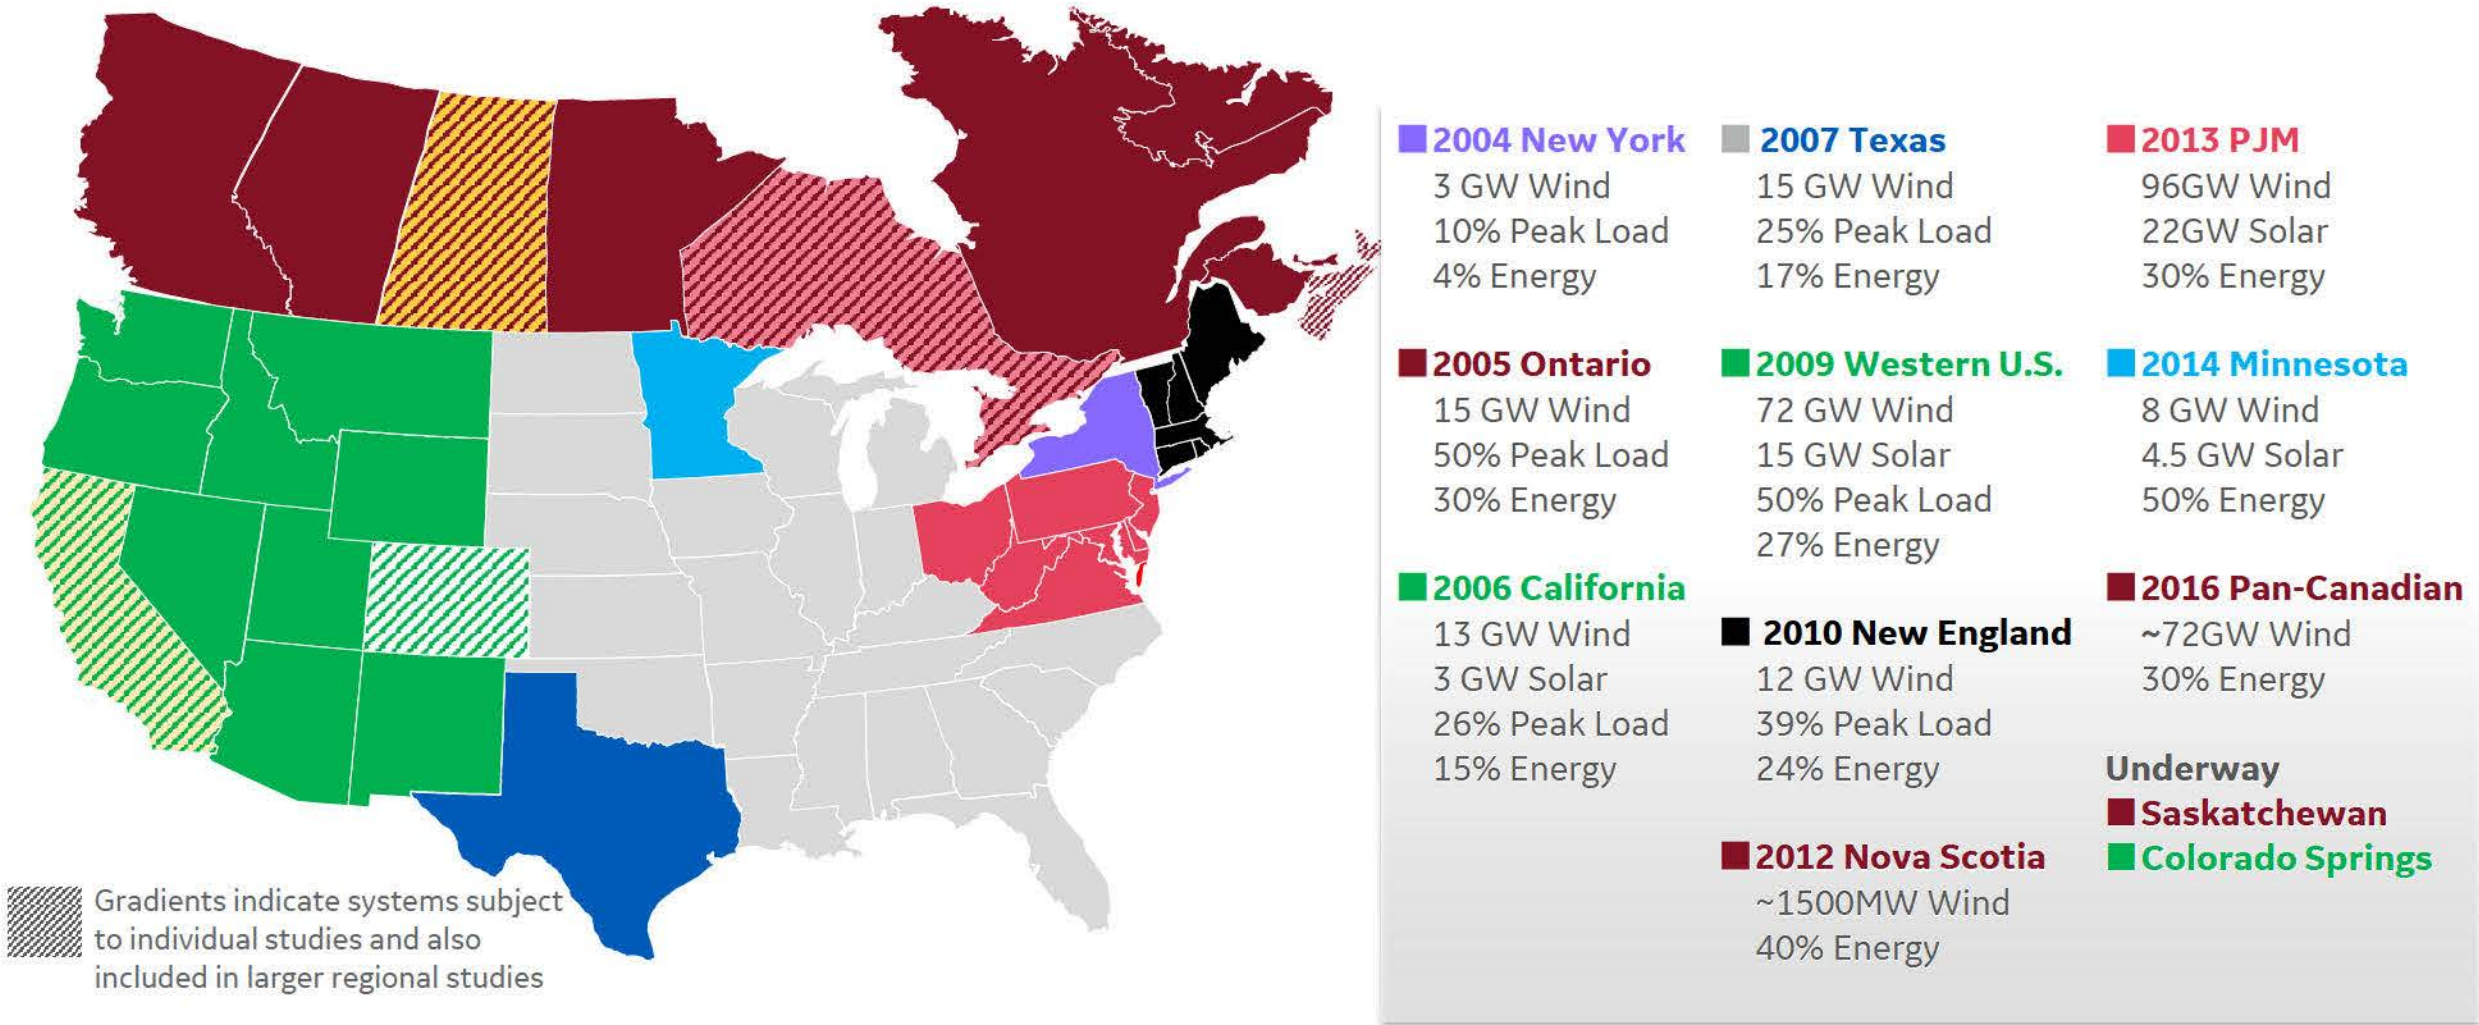 2004 New York
3 GW Wind
10% Peak Load
4% Energy
2005 Ontario
15 GW Wind
50% Peak Load
30% Energy
2006 California
13 GW Wind
3 GW Solar
26% Peak Load
15% Energy
2007 Texas
15 GW Wind
25% Peak Load
17% Energy
2009 Western U.S.
72 GW Wind
15 GW Solar
50% Peak Load
27% Energy
2010 New England
12 GW Wind
39% Peak Load
24% Energy
2012 Nova Scotia
~1500MW Wind
40% Energy
2013 PJM
96GW Wind
22GW Solar
30% Energy
2014 Minnesota
8 GW Wind
4.5 GW Solar
50% Energy
2016 Pan-Canadian
~72GW Wind
30% Energy
Underway
Saskatchewan
Colorado Springs
Gradients indicate systems subject
to individual studies and also
included in larger regional studies